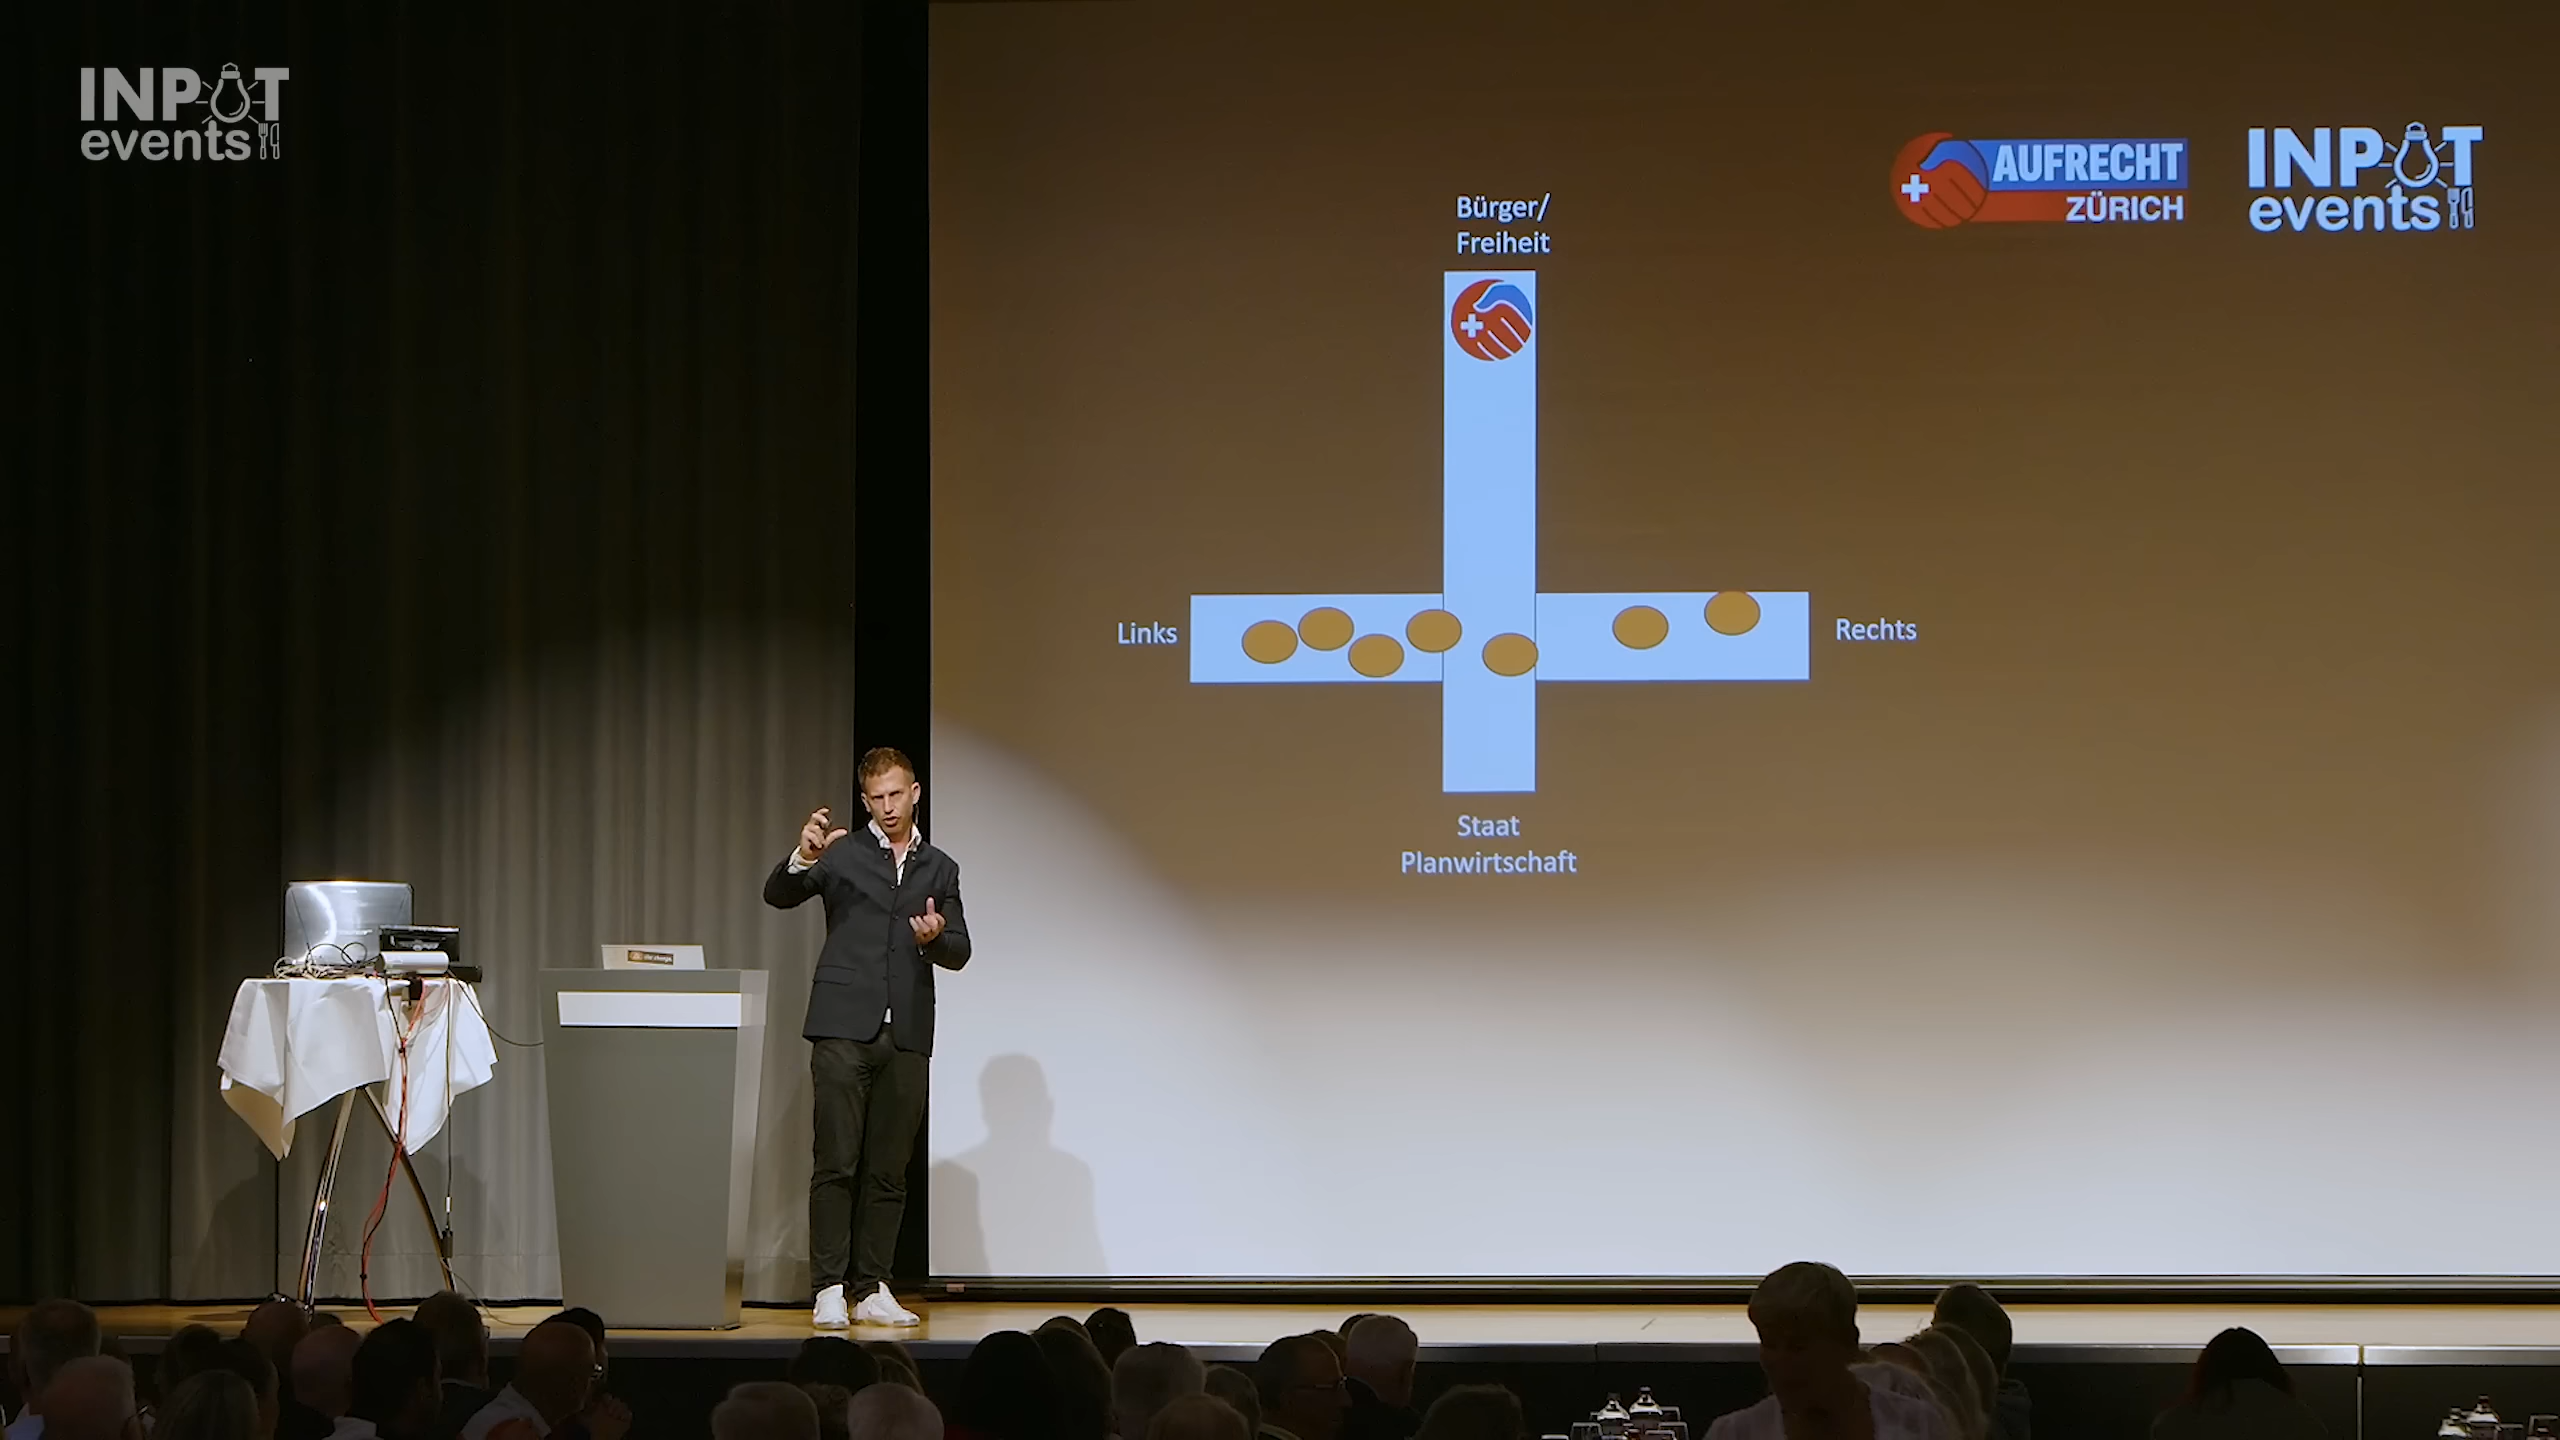 INPUT
events
AUFRECHT
ZÜRICH
INPUT
events
Bürger/
Freiheit
Links
Rechts
Staat
Planwirtschaft